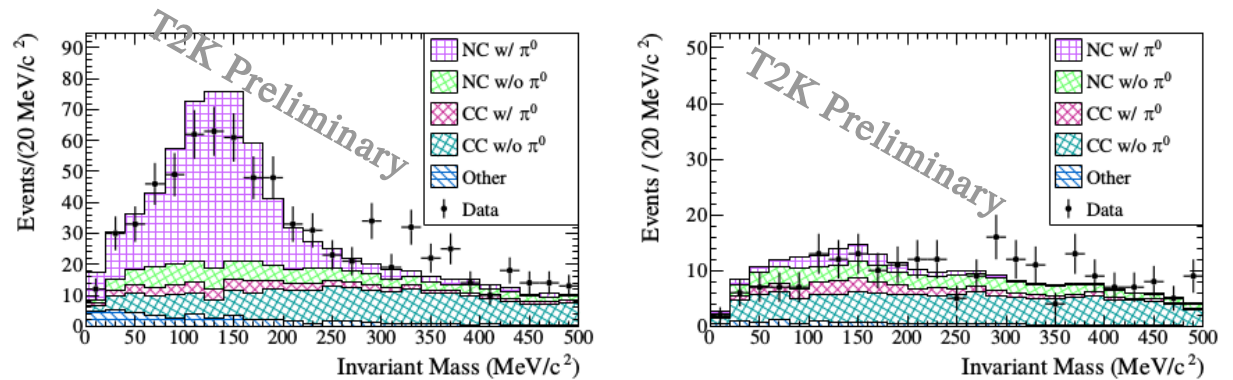 T2K Preliminary
Events/(20 MeV/c²)
90
80
70
60
50
40
30
20
10
0
NC w/ π⁰
NC w/o π⁰
CC w/ π⁰
CC w/o π⁰
Other
Data
0 50 100 150 200 250 300 350 400 450 500
Invariant Mass (MeV/c²)
T2K Preliminary
Events / (20 MeV/c²)
50
40
30
20
10
0
NC w/ π⁰
NC w/o π⁰
CC w/ π⁰
CC w/o π⁰
Other
Data
0 50 100 150 200 250 300 350 400 450 500
Invariant Mass (MeV/c²)